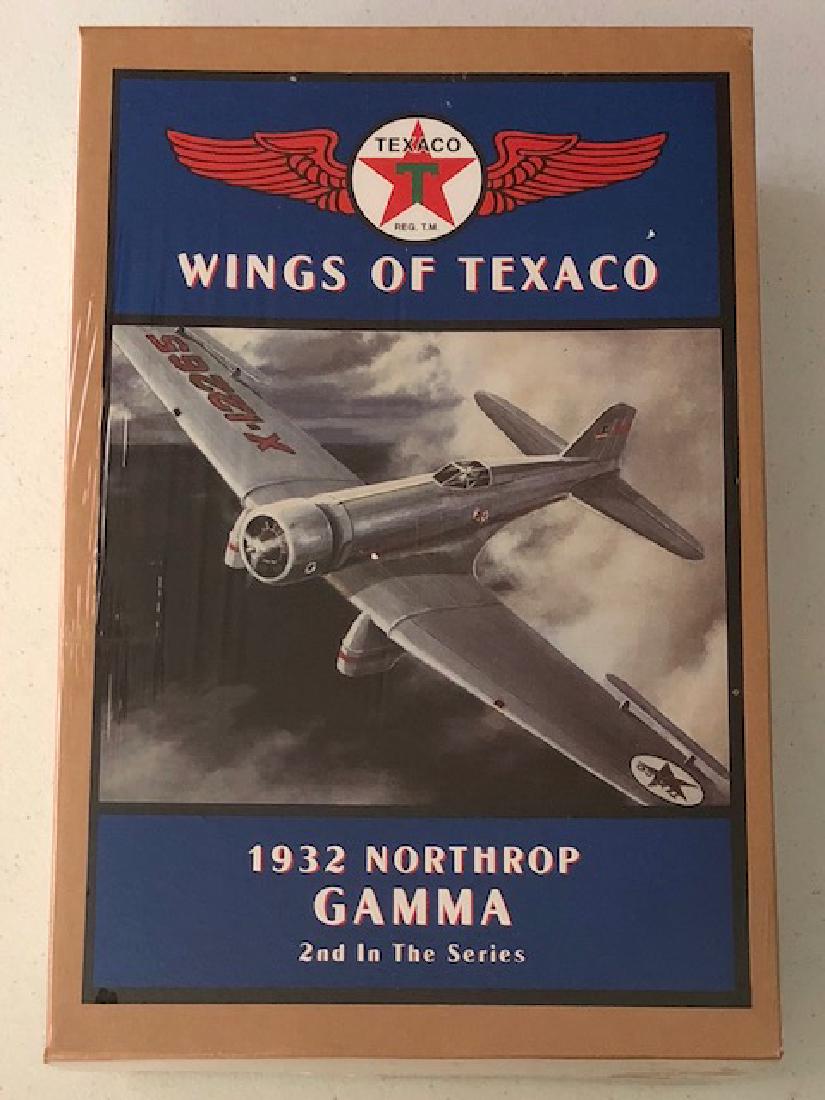 TEXACO
T
REG. T.M.
WINGS OF TEXACO
X-12265
1932 NORTHROP
GAMMA
2nd In The Series